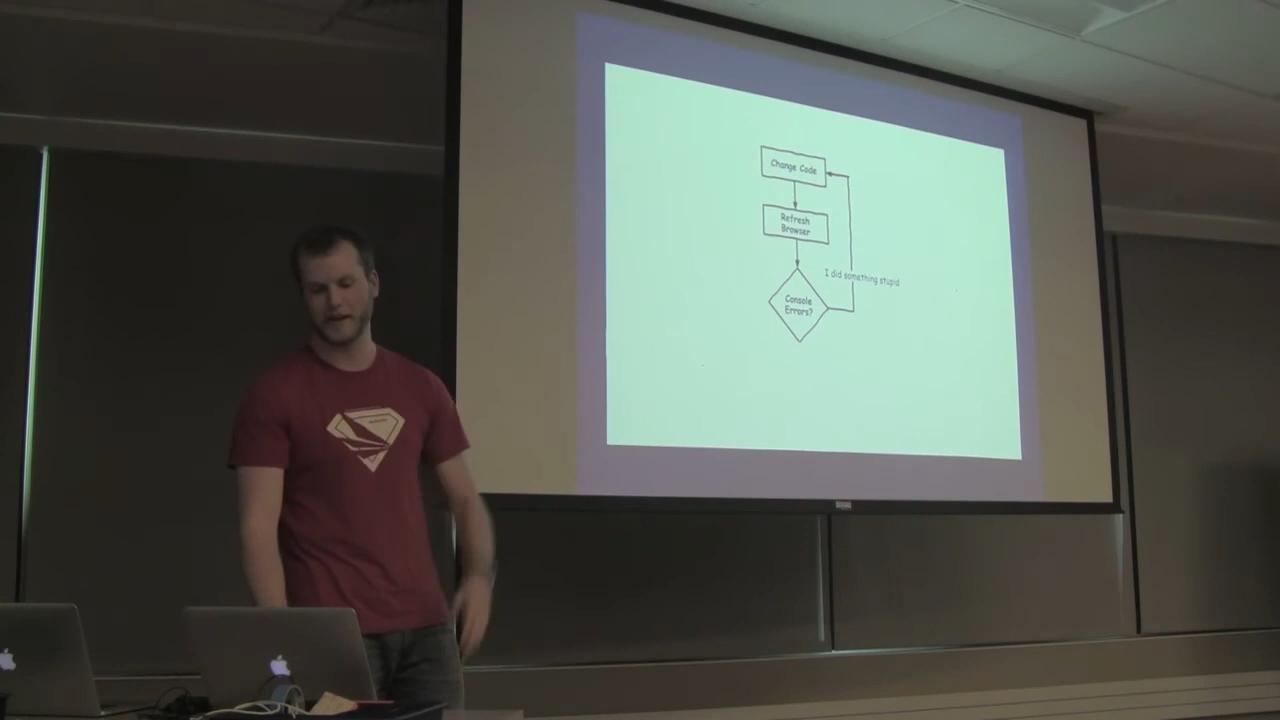 Change Code
Refresh
Browser
I did something stupid
Console
Errors?